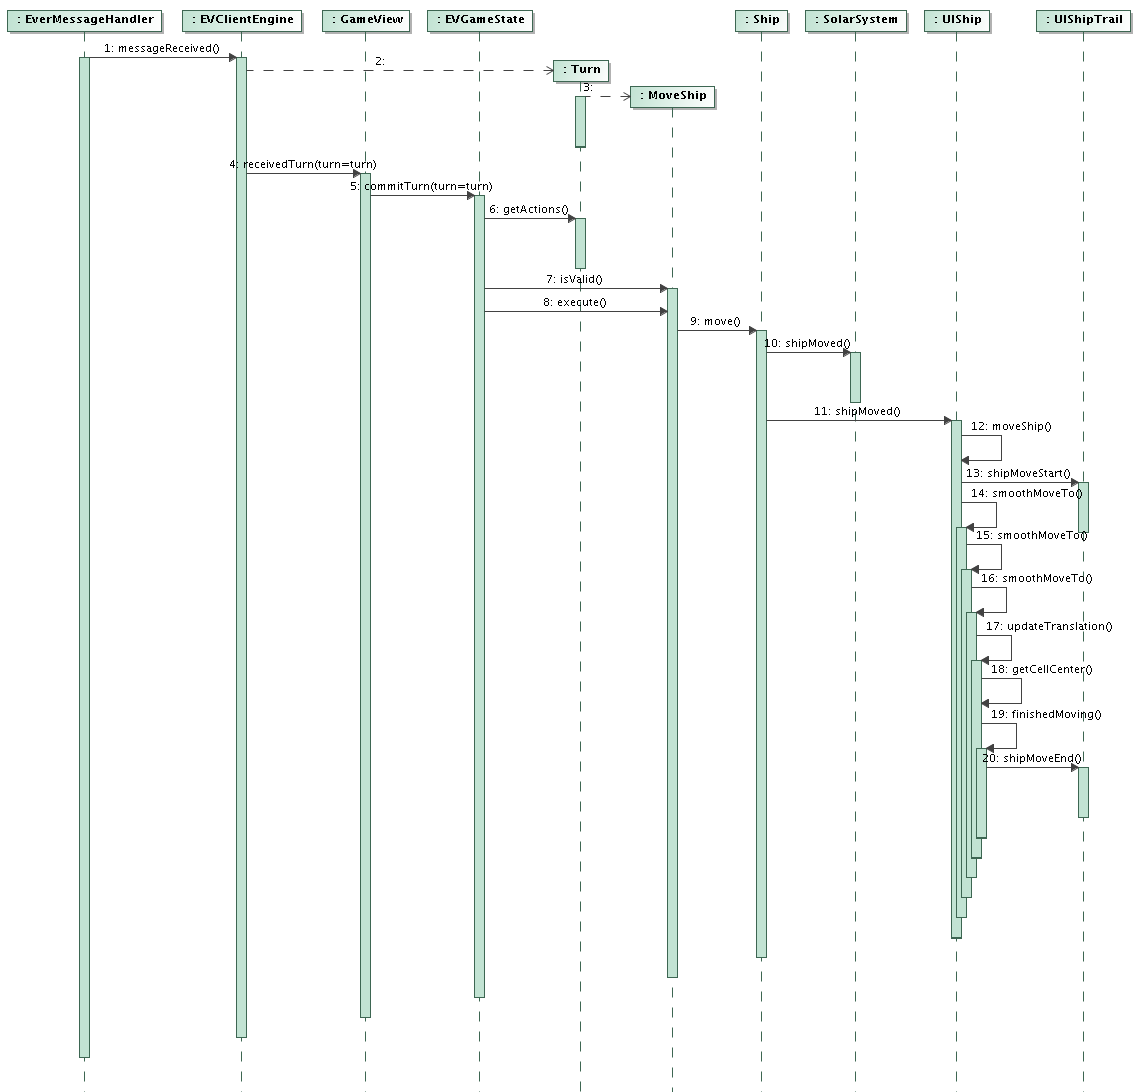 : EverMessageHandler
: EVClientEngine
: GameView
: EVGameState
: Ship
: SolarSystem
: UIShip
: UIShipTrail
1: messageReceived()
2:
: Turn
3:
: MoveShip
4: receivedTurn(turn=turn)
5: commitTurn(turn=turn)
6: getActions()
7: isValid()
8: execute()
9: move()
10: shipMoved()
11: shipMoved()
12: moveShip()
13: shipMoveStart()
14: smoothMoveTo()
15: smoothMoveTo()
16: smoothMoveTo()
17: updateTranslation()
18: getCellCenter()
19: finishedMoving()
20: shipMoveEnd()